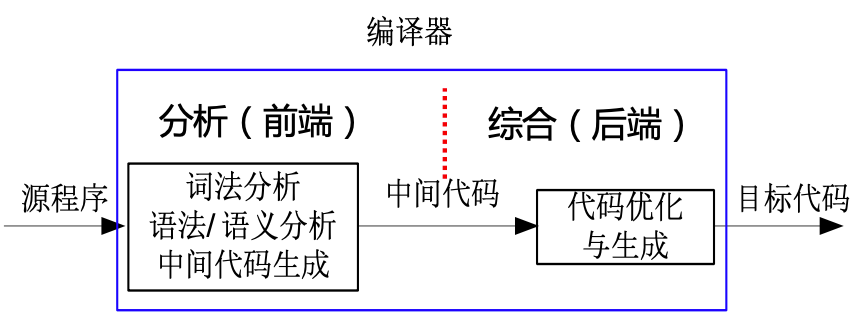 编译器
分析（前端）
综合（后端）
源程序
词法分析
语法/ 语义分析
中间代码生成
中间代码
代码优化
与生成
目标代码